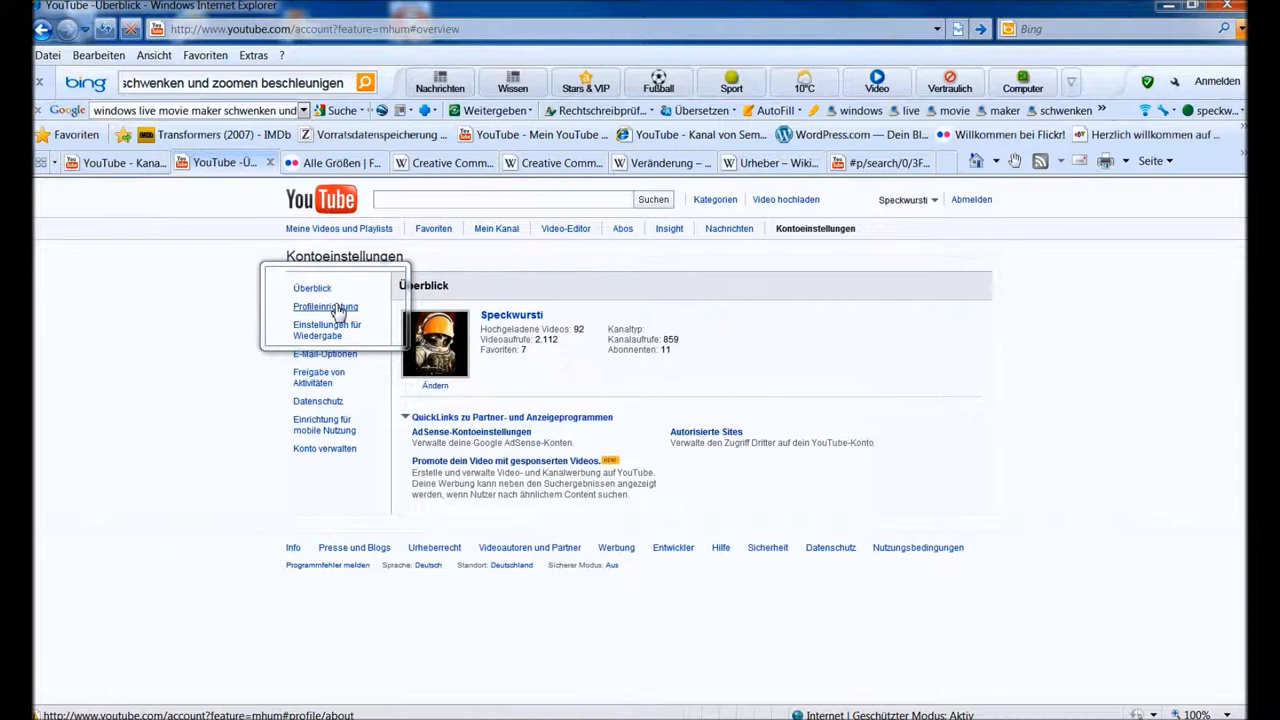 YouTube -Überblick - Windows Internet Explorer
http://www.youtube.com/account?feature=mhum#overview
Bing
Datei Bearbeiten Ansicht Favoriten Extras ?
bing schwenken und zoomen beschleunigen
Nachrichten Wissen Stars & VIP Fußball Sport 10°C Video Vertraulich Computer Anmelden
Google windows live movie maker schwenken und Suche Weitergeben Rechtschreibprüf... Übersetzen AutoFill windows live movie maker schwenken speckw...
Favoriten Transformers (2007) - IMDb Vorratsdatenspeicherung ... YouTube - Mein YouTube ... YouTube - Kanal von Sem... WordPress.com — Dein Bl... Willkommen bei Flickr! Herzlich willkommen auf ...
YouTube - Kana... YouTube -Ü... Alle Größen | F... Creative Comm... Creative Comm... Veränderung – ... Urheber – Wiki... #p/search/0/3F... Seite
YouTube Suchen Kategorien Video hochladen Speckwursti Abmelden
Meine Videos und Playlists Favoriten Mein Kanal Video-Editor Abos Insight Nachrichten Kontoeinstellungen
Kontoeinstellungen
Überblick
Profileinrichtung
Einstellungen für
Wiedergabe
E-Mail-Optionen
Freigabe von
Aktivitäten
Datenschutz
Einrichtung für
mobile Nutzung
Konto verwalten
Überblick
Speckwursti
Hochgeladene Videos: 92 Kanaltyp:
Videoaufrufe: 2.112 Kanalaufrufe: 859
Favoriten: 7 Abonnenten: 11
Ändern
QuickLinks zu Partner- und Anzeigeprogrammen
AdSense-Kontoeinstellungen Autorisierte Sites
Verwalte deine Google AdSense-Konten. Verwalte den Zugriff Dritter auf dein YouTube-Konto.
Promote dein Video mit gesponserten Videos. NEW!
Erstelle und verwalte Video- und Kanalwerbung auf YouTube.
Deine Werbung kann neben den Suchergebnissen angezeigt
werden, wenn Nutzer nach ähnlichem Content suchen.
Info Presse und Blogs Urheberrecht Videoautoren und Partner Werbung Entwickler Hilfe Sicherheit Datenschutz Nutzungsbedingungen
Programmfehler melden Sprache: Deutsch Standort: Deutschland Sicherer Modus: Aus
http://www.youtube.com/account?feature=mhum#profile/about Internet | Geschützter Modus: Aktiv 100%